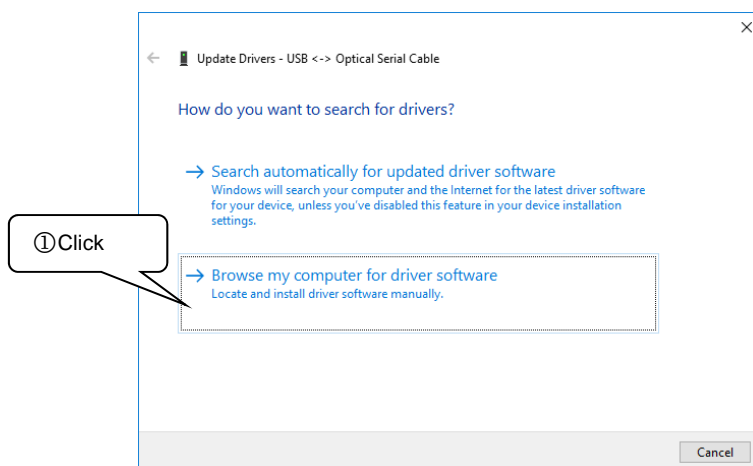 Update Drivers - USB <-> Optical Serial Cable
How do you want to search for drivers?
Search automatically for updated driver software
Windows will search your computer and the Internet for the latest driver software
for your device, unless you've disabled this feature in your device installation
settings.
①Click
Browse my computer for driver software
Locate and install driver software manually.
Cancel